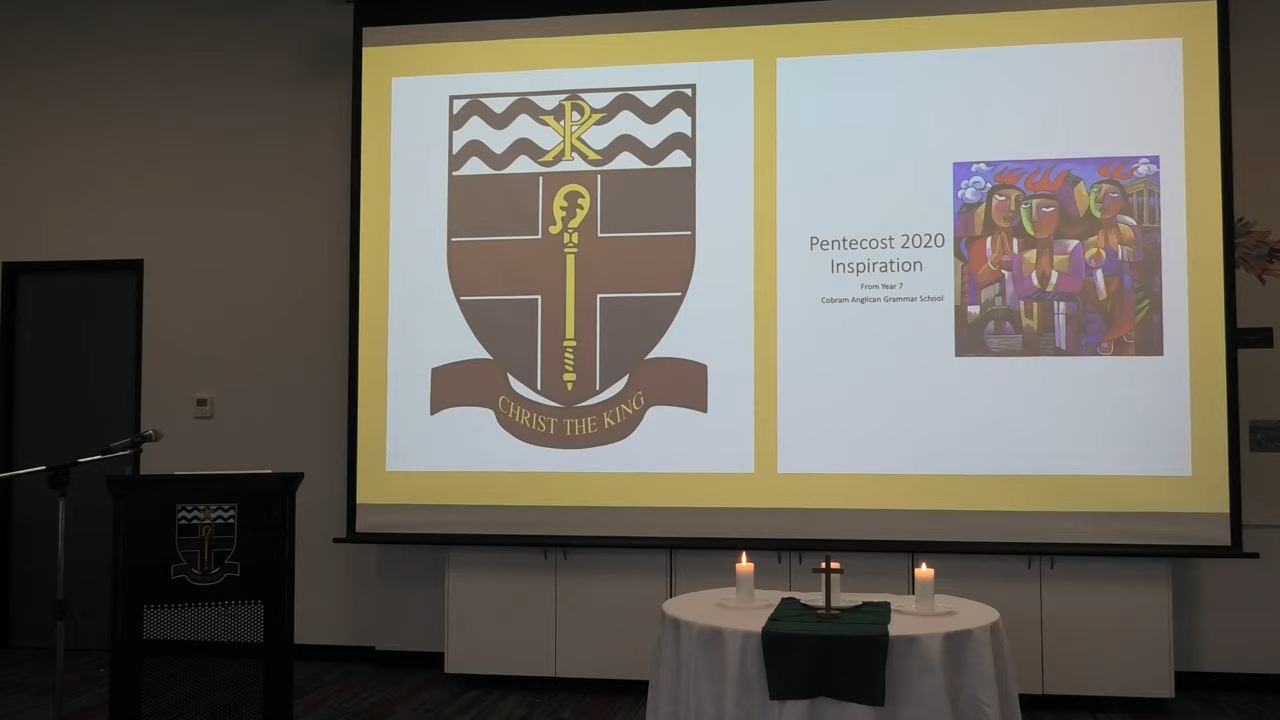 CHRIST THE KING
Pentecost 2020
Inspiration
From Year 7
Cobram Anglican Grammar School